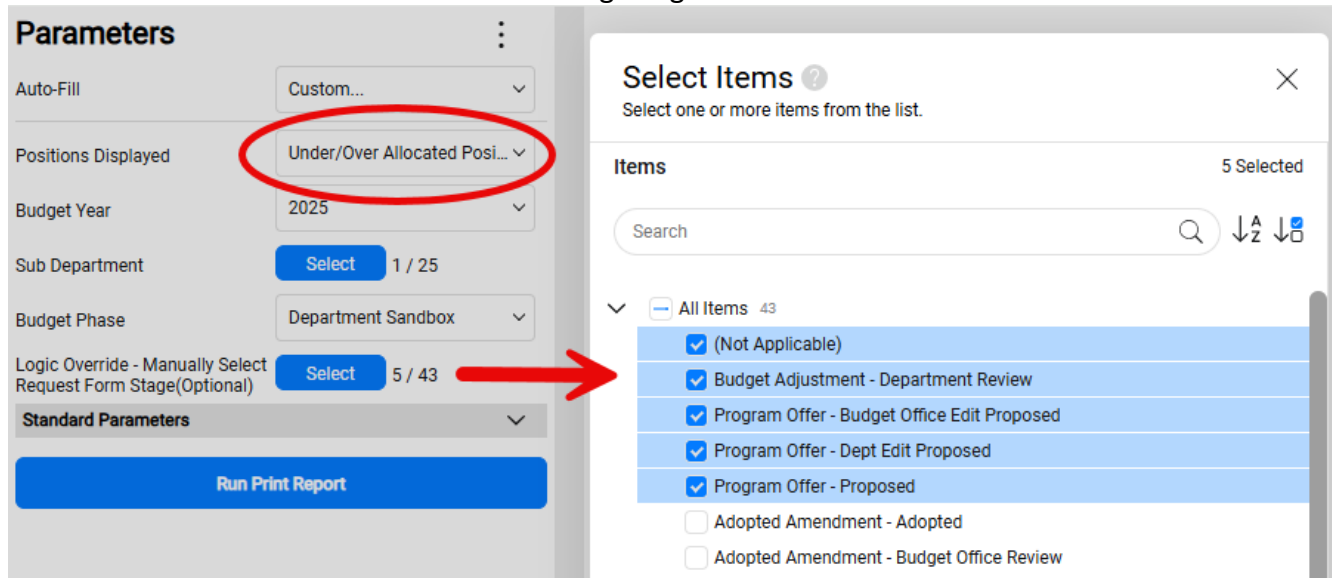 Parameters
Auto-Fill
Custom...
Positions Displayed
Under/Over Allocated Posi...
Budget Year
2025
Sub Department
Select
1 / 25
Budget Phase
Department Sandbox
Logic Override - Manually Select
Request Form Stage(Optional)
Select
5 / 43
Standard Parameters
Run Print Report
Select Items ?
Select one or more items from the list.
Items
5 Selected
Search
A
Z
All Items 43
(Not Applicable)
Budget Adjustment - Department Review
Program Offer - Budget Office Edit Proposed
Program Offer - Dept Edit Proposed
Program Offer - Proposed
Adopted Amendment - Adopted
Adopted Amendment - Budget Office Review